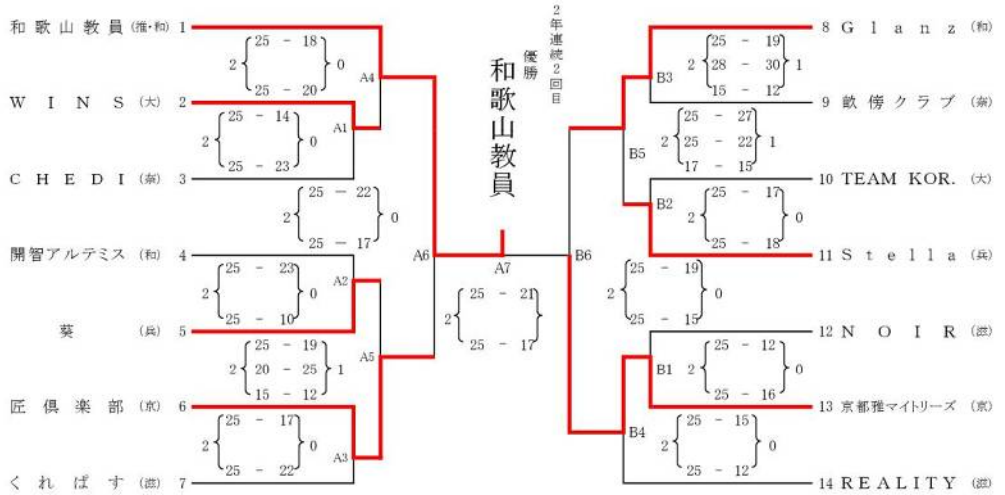 2年連続2回目
優勝
和歌山教員
和歌山教員 (推・和) 1
25 - 18
2 0
25 - 20
A4
WINS (大) 2
25 - 14
2 0
25 - 23
A1
CHEDI (奈) 3
25 - 22
2 0
25 - 17
A6
開智アルテミス (和) 4
25 - 23
2 0
25 - 10
A2
葵 (兵) 5
25 - 19
2 20 - 25 1
15 - 12
A5
匠倶楽部 (京) 6
25 - 17
2 0
25 - 22
A3
くれぱす (滋) 7
A7
25 - 21
2
25 - 17
8 Glanz (和)
25 - 19
2 28 - 30 1
15 - 12
B3
9 畝傍クラブ (奈)
25 - 27
2 25 - 22 1
17 - 15
B5
10 TEAM KOR. (大)
25 - 17
2 0
25 - 18
B2
11 Stella (兵)
25 - 19
2 0
25 - 15
B6
12 NOIR (滋)
25 - 12
2 0
25 - 16
B1
13 京都雅マイトリーズ (京)
25 - 15
2 0
25 - 12
B4
14 REALITY (滋)